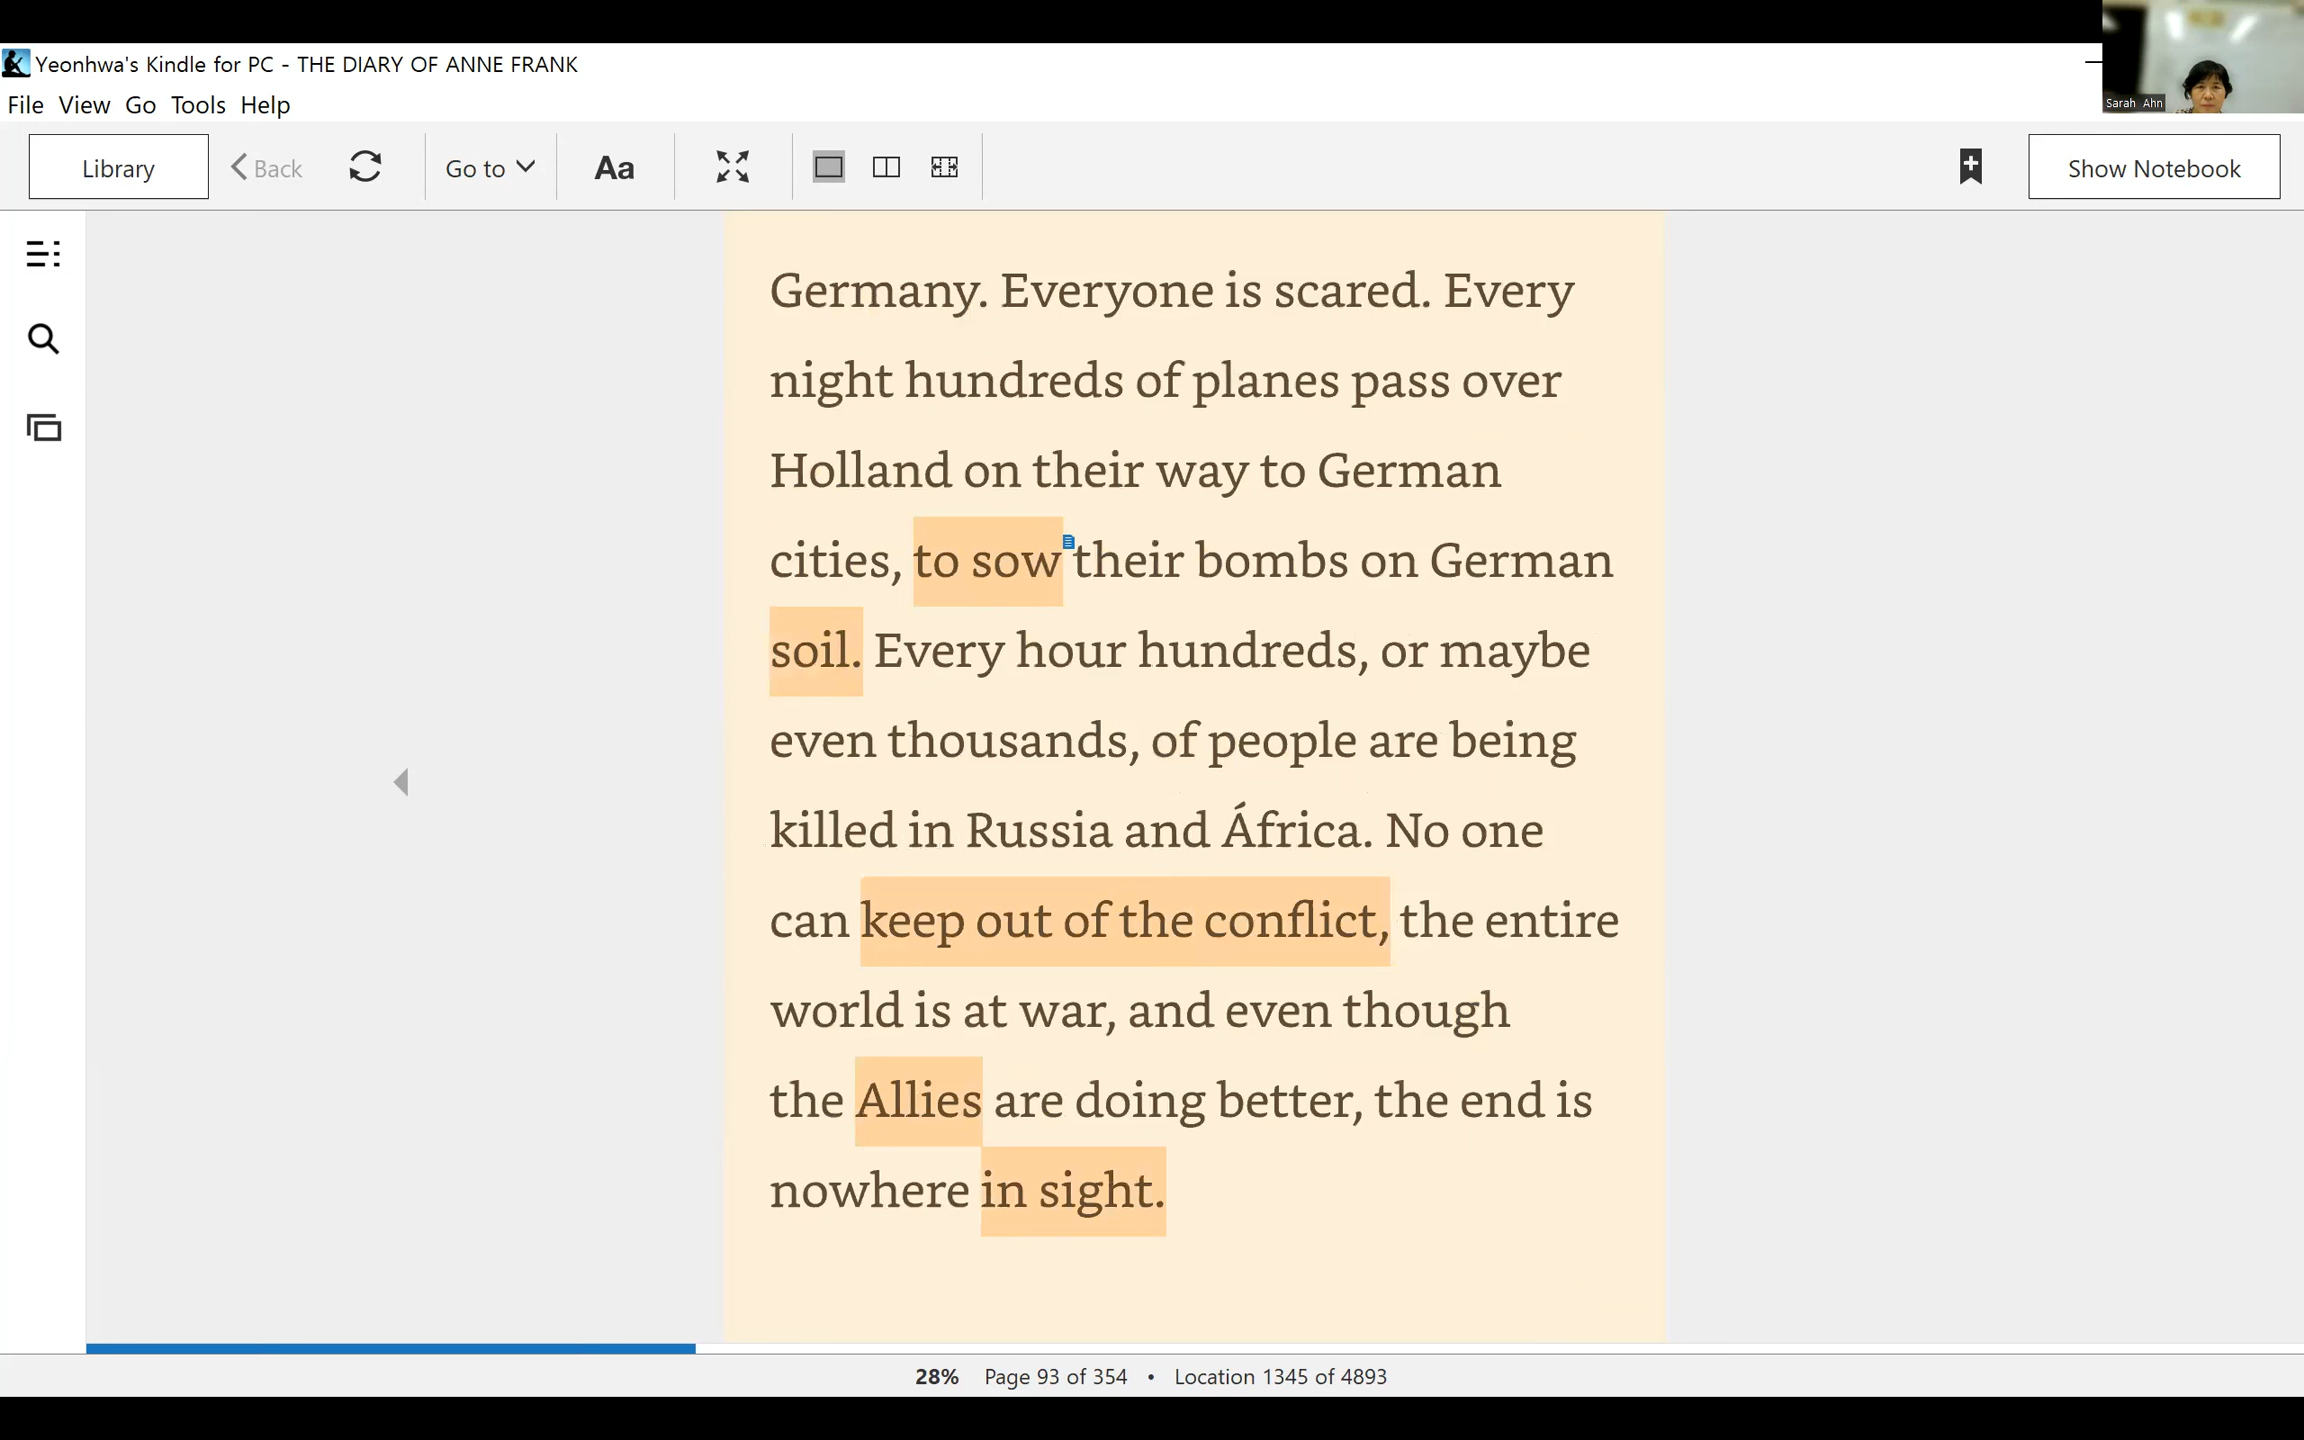 Yeonhwa's Kindle for PC - THE DIARY OF ANNE FRANK
Sarah Ahn
File View Go Tools Help
Library Back Go to Aa Show Notebook
Germany. Everyone is scared. Every
night hundreds of planes pass over
Holland on their way to German
cities, to sow their bombs on German
soil. Every hour hundreds, or maybe
even thousands, of people are being
killed in Russia and África. No one
can keep out of the conflict, the entire
world is at war, and even though
the Allies are doing better, the end is
nowhere in sight.
28% Page 93 of 354 • Location 1345 of 4893